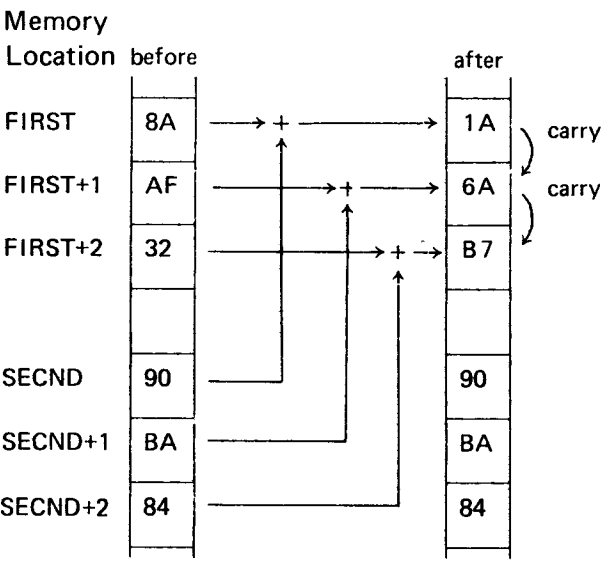 Memory
Location before after
FIRST 8A + 1A carry
FIRST+1 AF + 6A carry
FIRST+2 32 + B7
SECND 90 90
SECND+1 BA BA
SECND+2 84 84